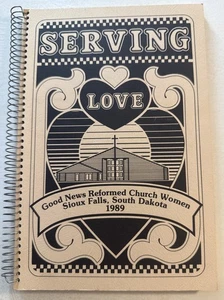 SERVING
LOVE
Good News Reformed Church Women
Sioux Falls, South Dakota
1989